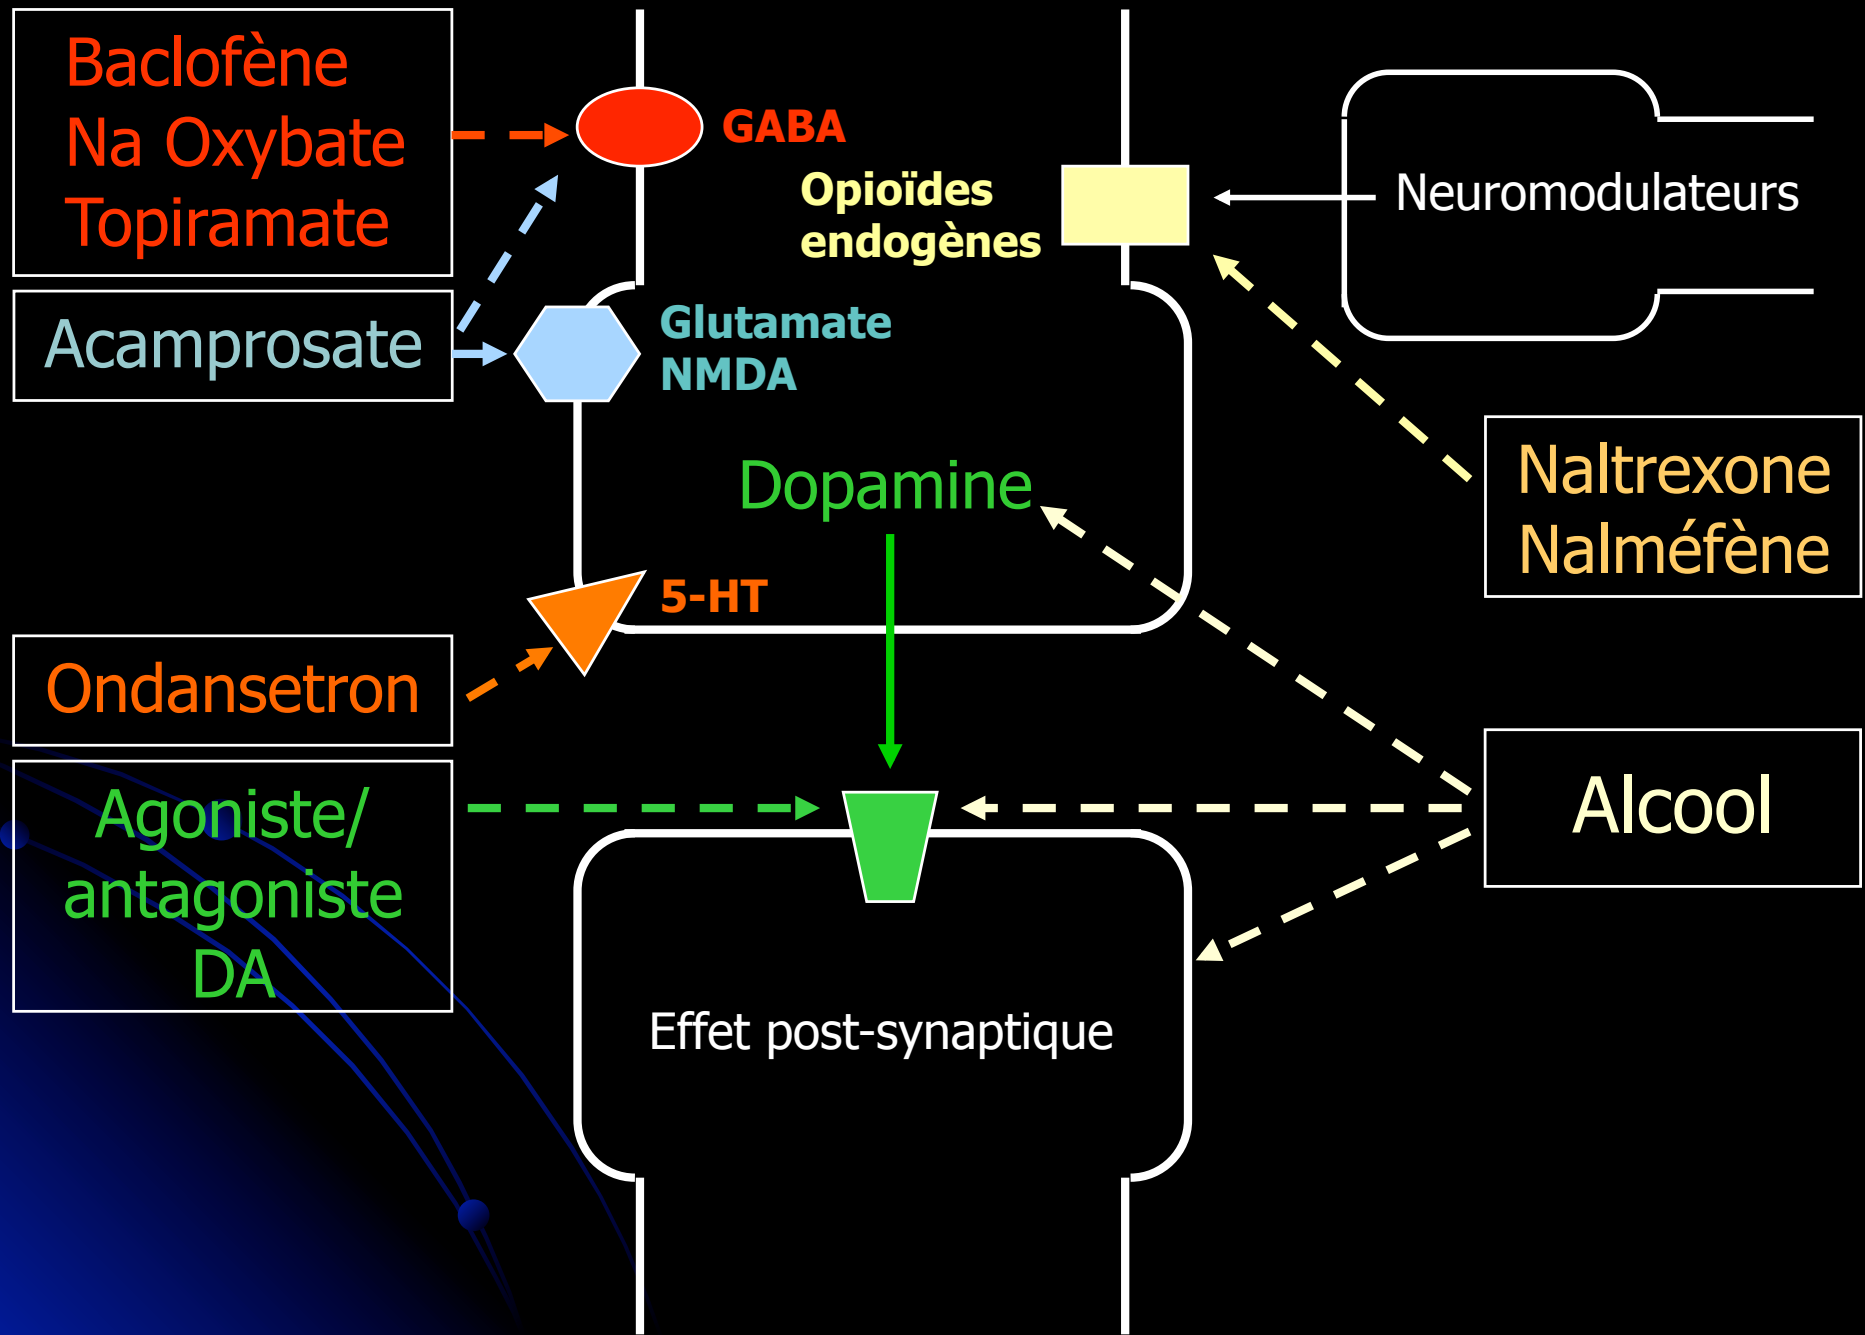 Baclofène
Na Oxybate
Topiramate
GABA
Opioïdes
endogènes
Neuromodulateurs
Acamprosate
Glutamate
NMDA
Dopamine
Naltrexone
Nalméfène
5-HT
Ondansetron
Agoniste/
antagoniste
DA
Alcool
Effet post-synaptique